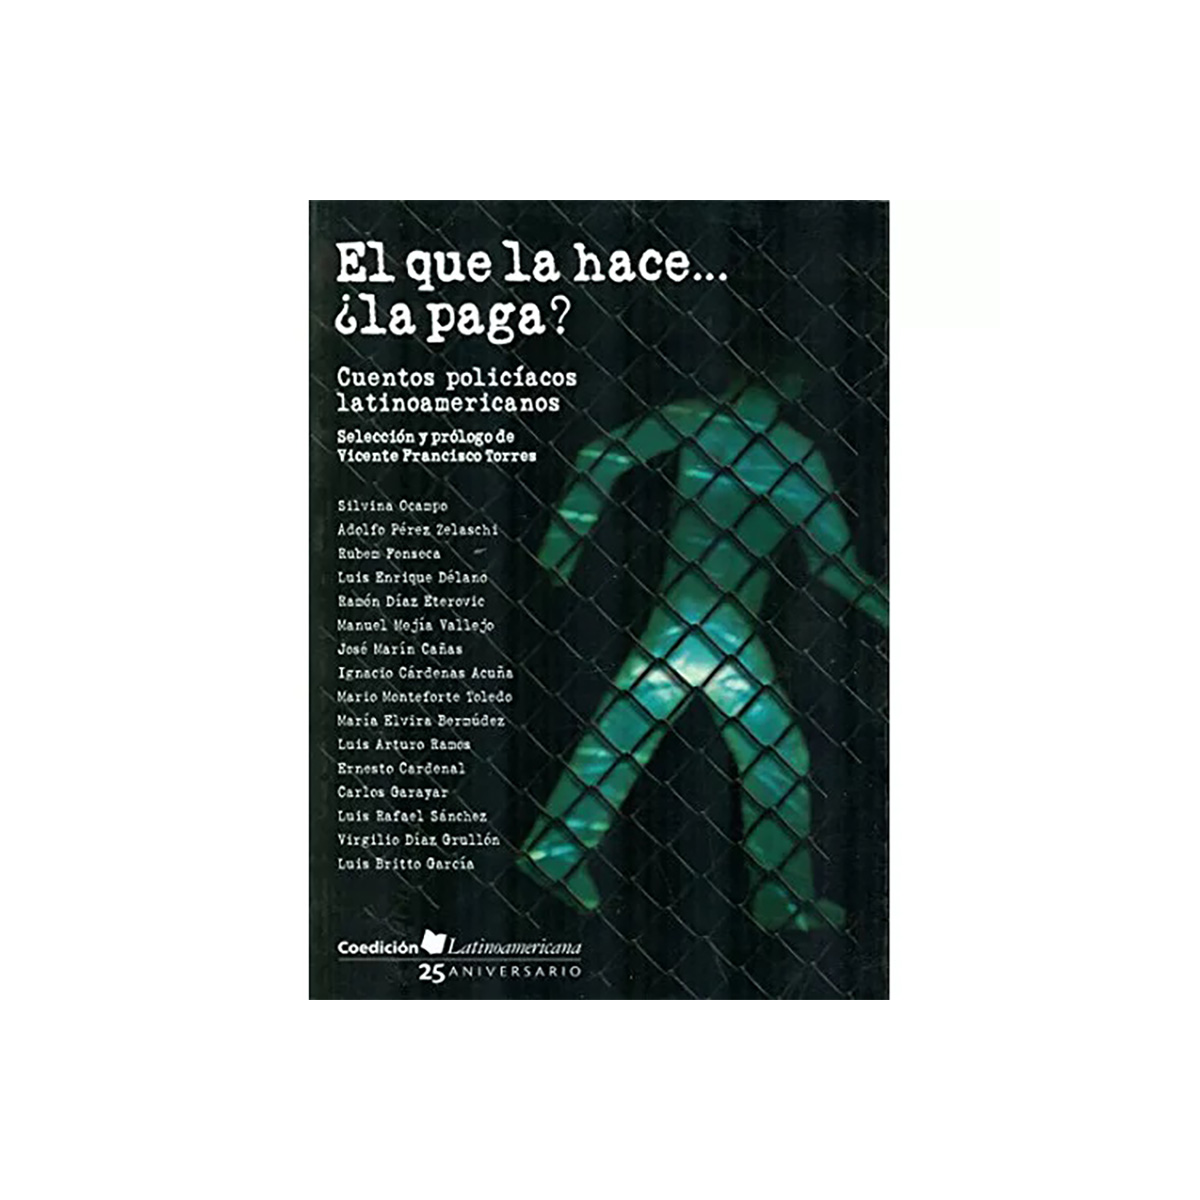 El que la hace...
¿la paga?
Cuentos policíacos
latinoamericanos
Selección y prólogo de
Vicente Francisco Torres
Silvina Ocampo
Adolfo Pérez Zelaschi
Rubem Fonseca
Luis Enrique Délano
Ramón Díaz Eterovic
Manuel Mejía Vallejo
José Marín Cañas
Ignacio Cárdenas Acuña
Mario Monteforte Toledo
María Elvira Bermúdez
Luis Arturo Ramos
Ernesto Cardenal
Carlos Garayar
Luis Rafael Sánchez
Virgilio Díaz Grullón
Luis Britto García
Coedición Latinoamericana
25 ANIVERSARIO